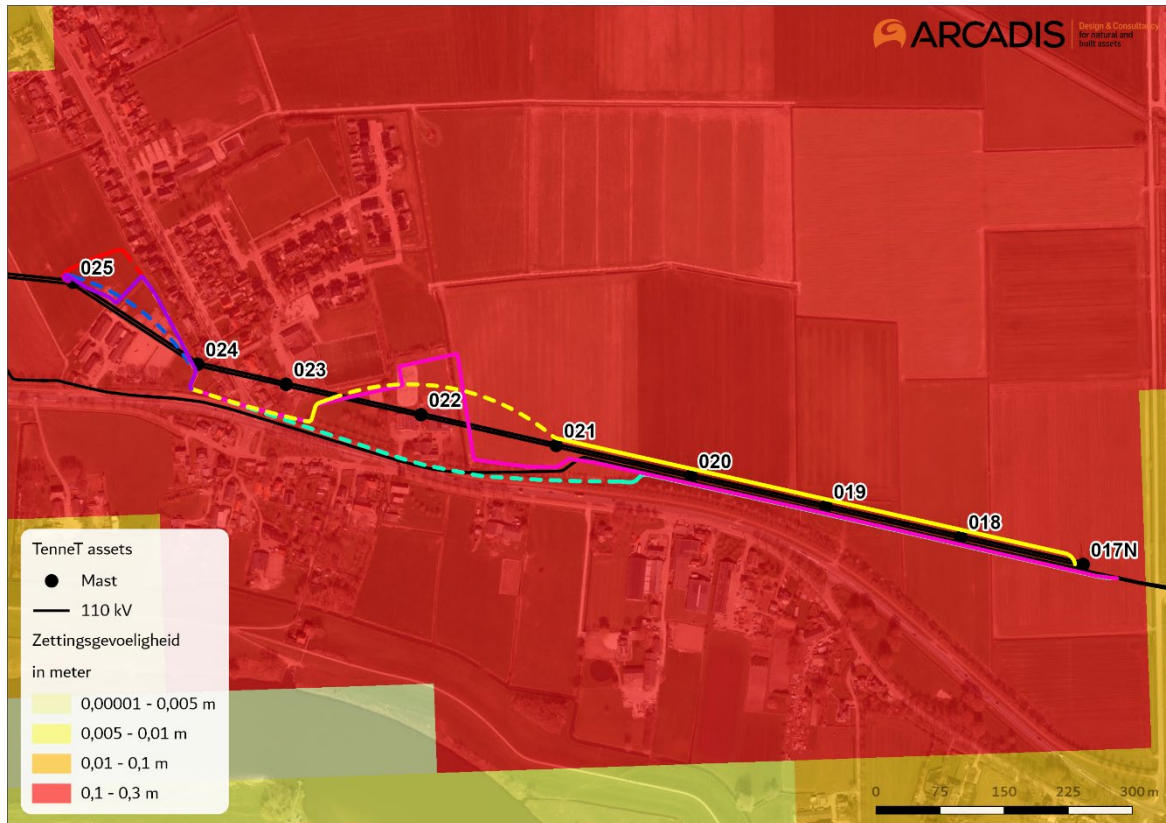 ARCADIS
Design & Consultancy
for natural and
built assets
025
024
023
022
021
020
019
018
017N
TenneT assets
Mast
110 kV
Zettingsgevoeligheid
in meter
0,00001 - 0,005 m
0,005 - 0,01 m
0,01 - 0,1 m
0,1 - 0,3 m
0 75 150 225 300 m